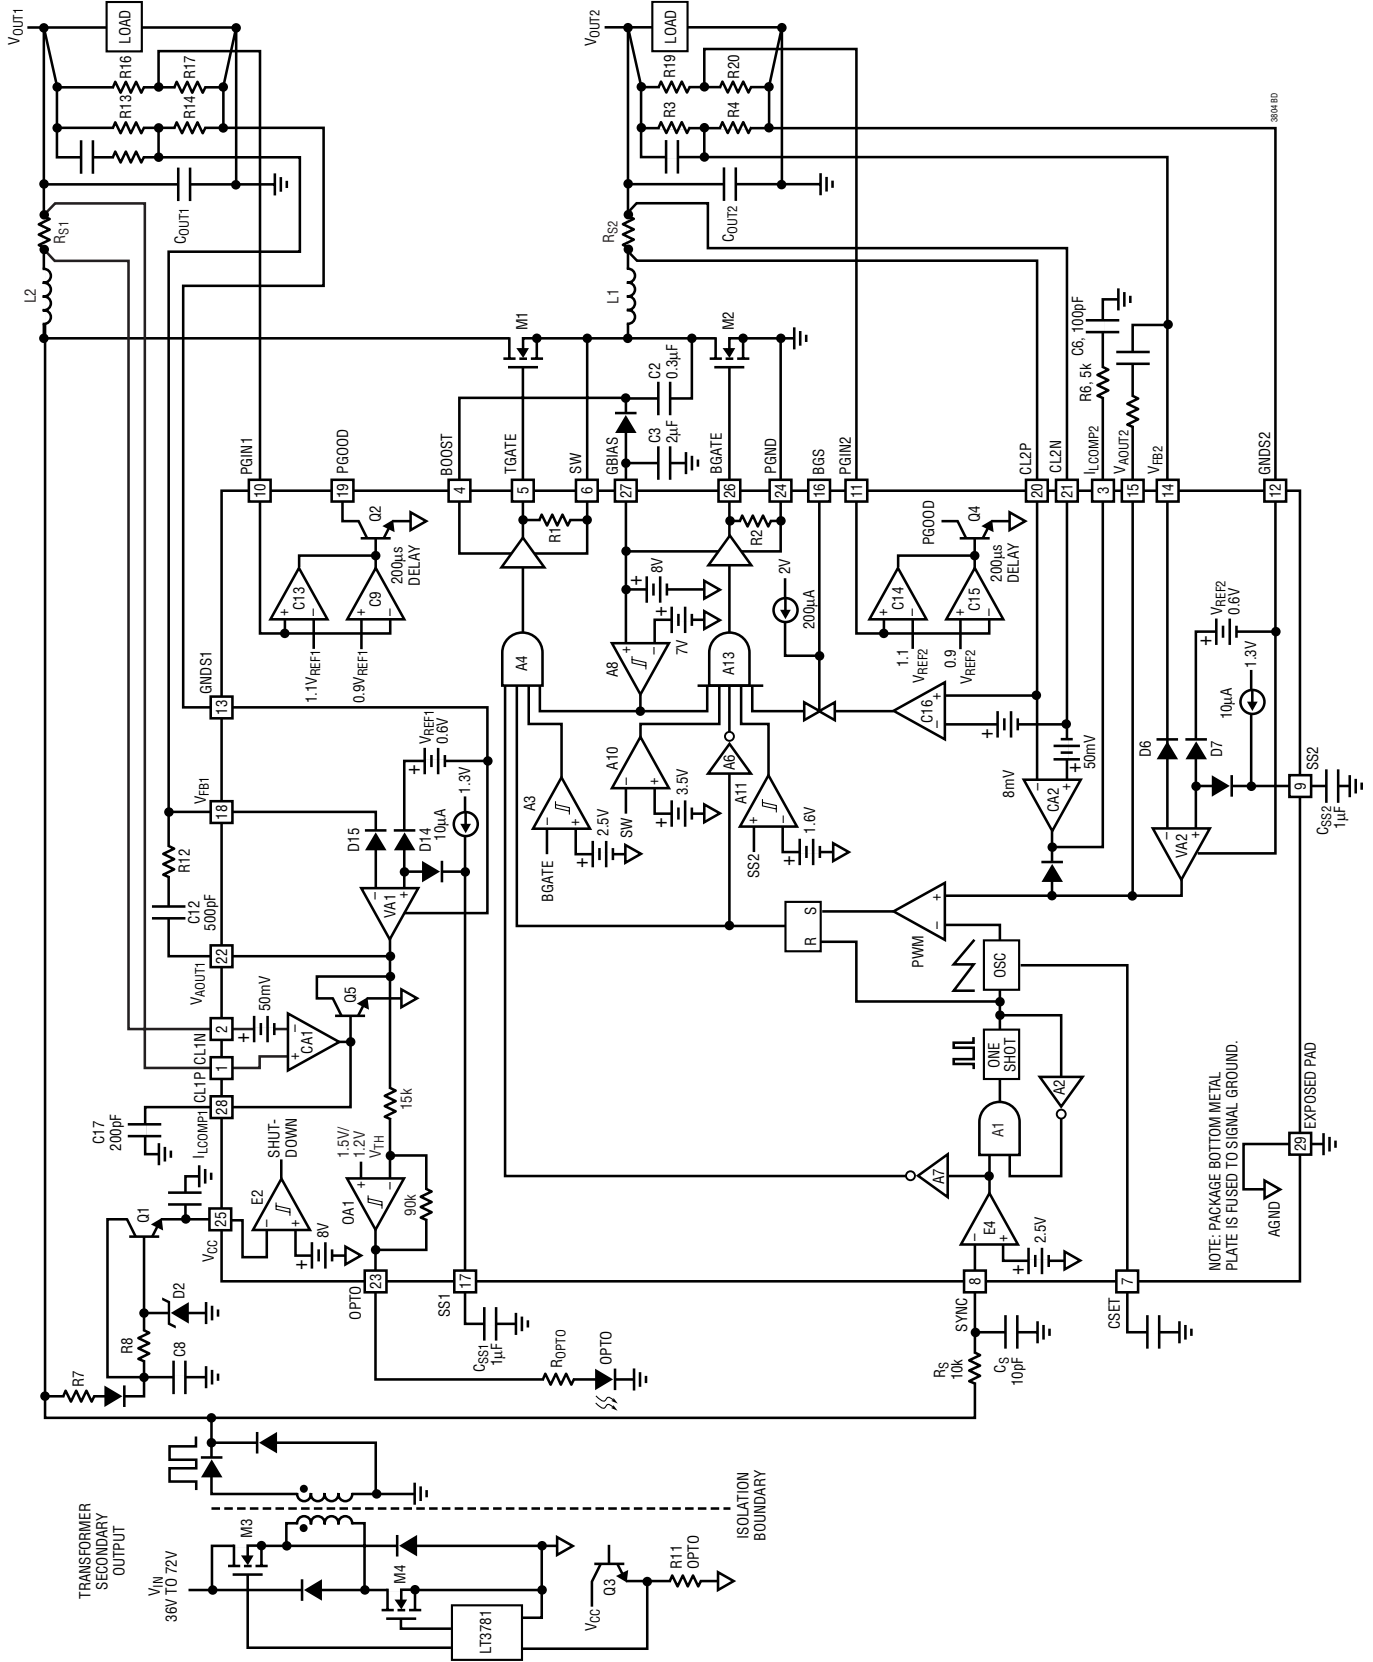 VOUT1
LOAD
R16
R17
R13
R14
COUT1
RS1
L2
VOUT2
LOAD
R19
R20
R3
R4
COUT2
RS2
L1
3804 BD
M1
M2
C2
0.3µF
C3
2µF
R6, 5k
C6, 100pF
PGIN1
10
PGOOD
19
BOOST
4
TGATE
5
SW
6
GBIAS
27
BGATE
26
PGND
24
BGS
16
PGIN2
11
CL2P
20
CL2N
21
ILCOMP2
3
VAOUT2
15
VFB2
14
GNDS2
12
Q2
200µs
DELAY
C13
+
–
C9
+
–
1.1VREF1
0.9VREF1
R1
R2
8V
+
7V
+
A8
+
–
A4
A13
2V
200µA
PGOOD
Q4
200µs
DELAY
C14
+
–
C15
+
–
1.1
VREF2
0.9
VREF2
C16
+
–
+
8mV
50mV
+
CA2
–
+
VREF2
0.6V
+
1.3V
10µA
D6
D7
VA2
–
+
SS2
9
CSS2
1µF
GNDS1
13
VFB1
18
R12
C12
500pF
VAOUT1
22
CL1N
2
CL1P
1
ILCOMP1
28
C17
200pF
VCC
25
Q1
R7
R8
C8
D2
50mV
+
CA1
–
+
Q5
D15
D14
VA1
–
+
VREF1
0.6V
+
1.3V
10µA
A3
–
+
BGATE
2.5V
+
A10
–
+
SW
3.5V
+
A6
A11
+
–
SS2
1.6V
+
R
S
PWM
–
+
OSC
ONE
SHOT
A1
A2
A7
E4
+
2.5V
+
SHUT-
DOWN
E2
–
+
8V
+
1.5V/
1.2V
VTH
OA1
+
–
15k
90k
OPTO
23
SS1
17
CSS1
1µF
ROPTO
OPTO
SYNC
8
RS
10k
CS
10pF
CSET
7
NOTE: PACKAGE BOTTOM METAL
PLATE IS FUSED TO SIGNAL GROUND.
AGND
29
EXPOSED PAD
TRANSFORMER
SECONDARY
OUTPUT
ISOLATION
BOUNDARY
VIN
36V TO 72V
M3
M4
LT3781
VCC
Q3
R11
OPTO